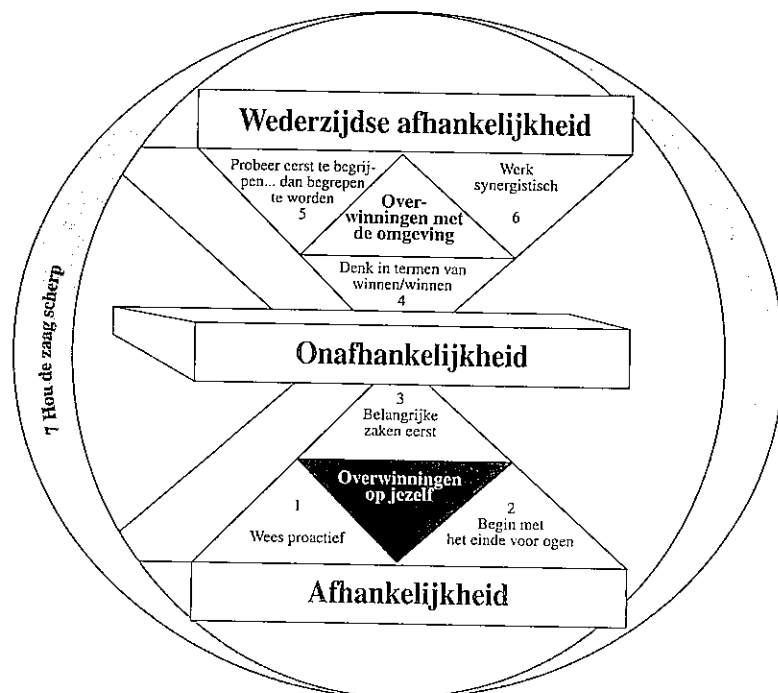 Wederzijdse afhankelijkheid
Probeer eerst te begrij-
pen... dan begrepen
te worden
5
Werk
synergistisch
6
Over-
winningen met
de omgeving
Denk in termen van
winnen/winnen
4
7 Hou de zaag scherp
Onafhankelijkheid
3
Belangrijke
zaken eerst
Overwinningen
op jezelf
1
Wees proactief
2
Begin met
het einde voor ogen
Afhankelijkheid